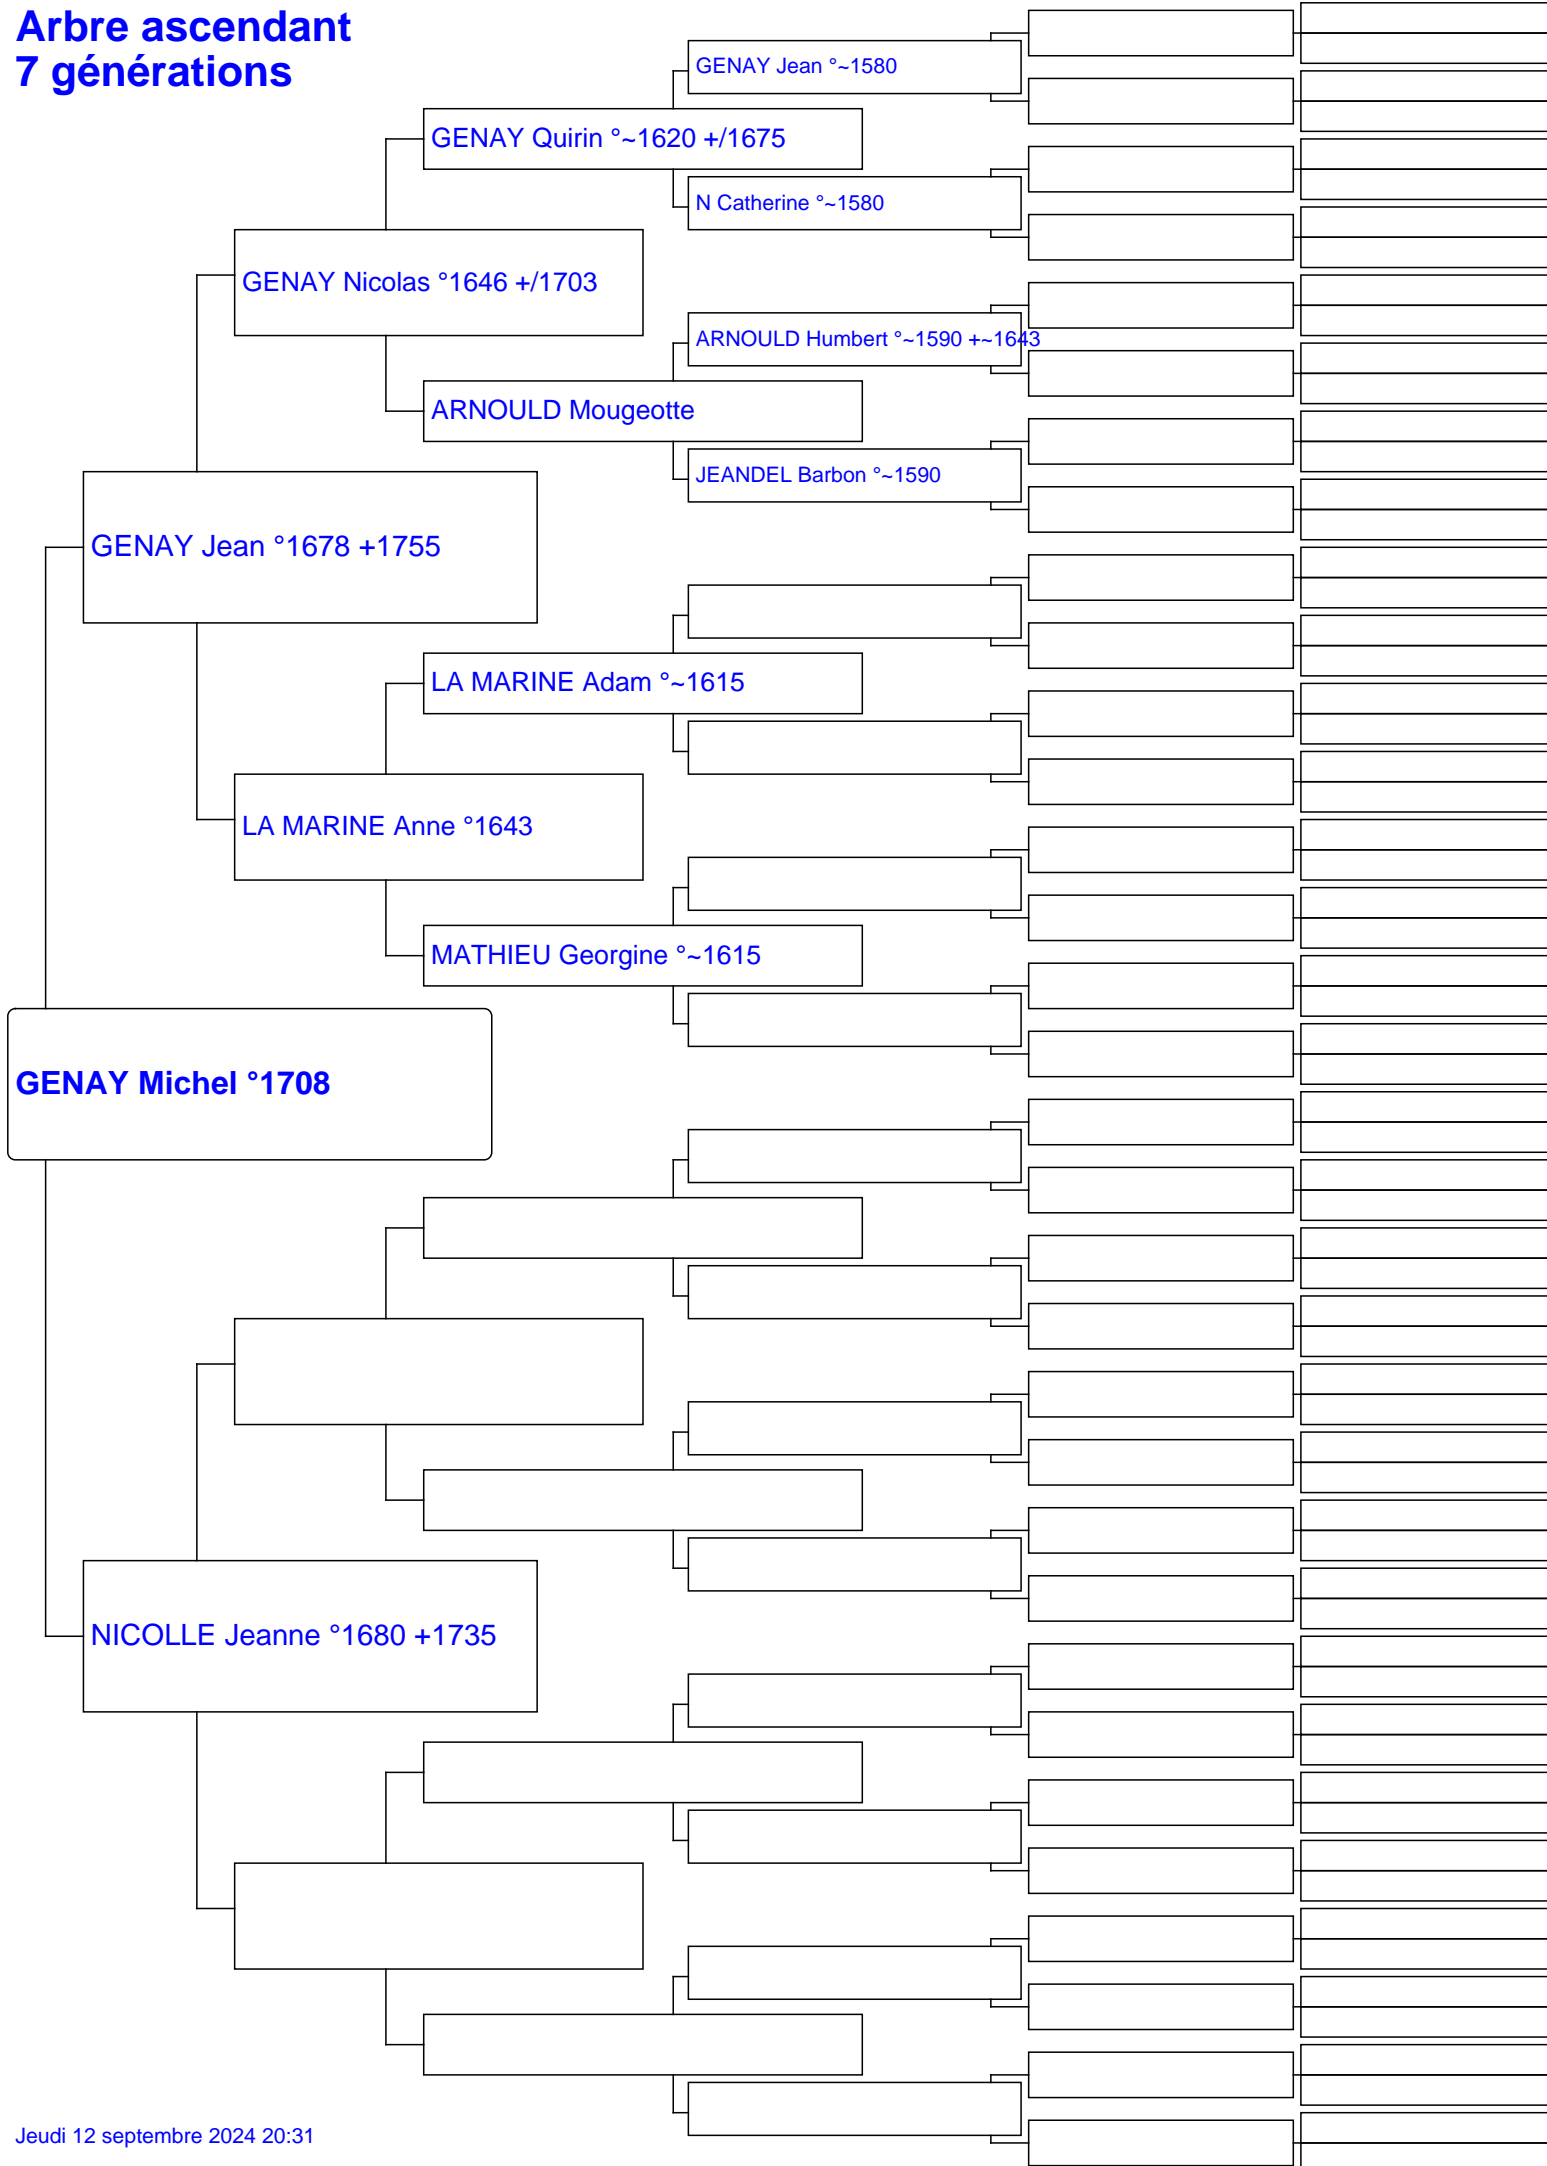 Arbre ascendant
7 générations
GENAY Jean °~1580
GENAY Quirin °~1620 +/1675
N Catherine °~1580
GENAY Nicolas °1646 +/1703
ARNOULD Humbert °~1590 +~1643
ARNOULD Mougeotte
JEANDEL Barbon °~1590
GENAY Jean °1678 +1755
LA MARINE Adam °~1615
LA MARINE Anne °1643
MATHIEU Georgine °~1615
GENAY Michel °1708
NICOLLE Jeanne °1680 +1735
Jeudi 12 septembre 2024 20:31